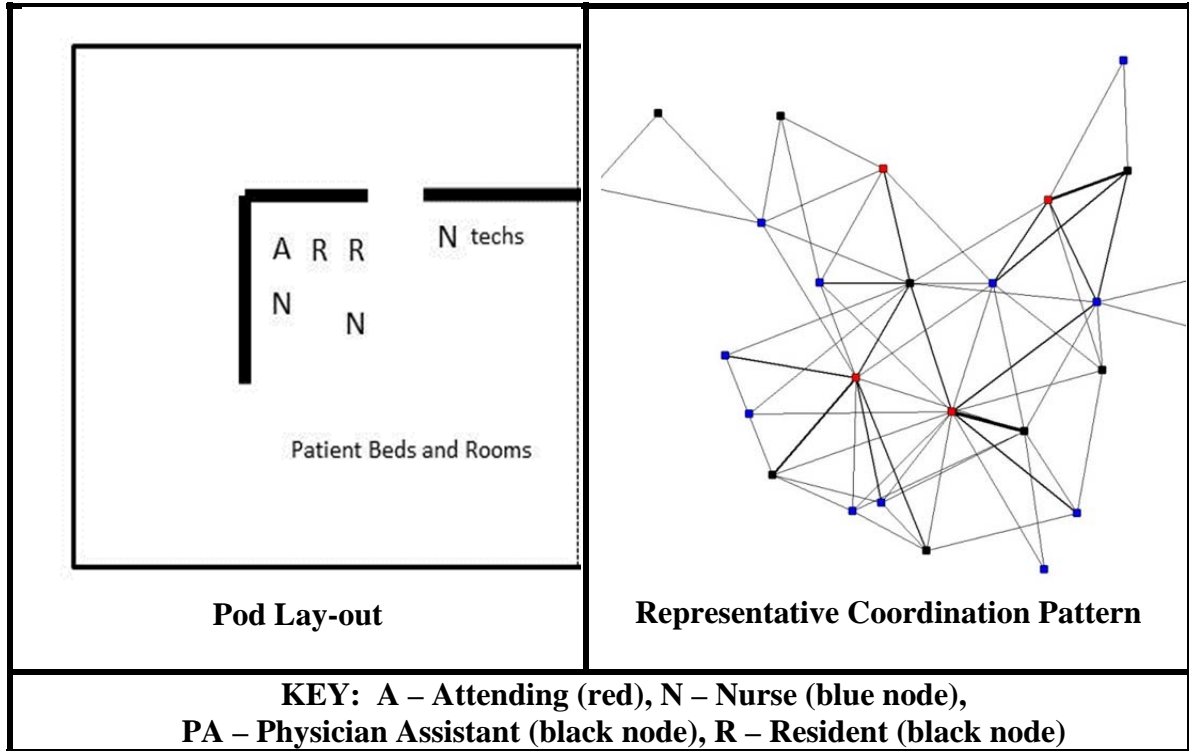 A R R
N techs
N
N
Patient Beds and Rooms
Pod Lay-out
Representative Coordination Pattern
KEY: A – Attending (red), N – Nurse (blue node),
PA – Physician Assistant (black node), R – Resident (black node)